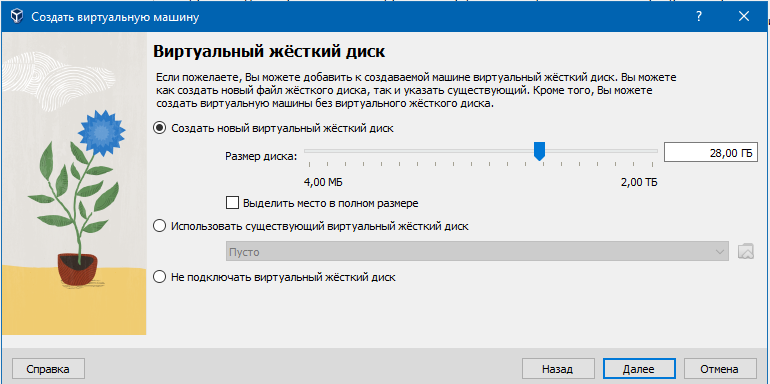 Создать виртуальную машину
Виртуальный жёсткий диск
Если пожелаете, Вы можете добавить к создаваемой машине виртуальный жёсткий диск. Вы можете
как создать новый файл жёсткого диска, так и указать существующий. Кроме того, Вы можете
создать виртуальную машины без виртуального жёсткого диска.
Создать новый виртуальный жёсткий диск
Размер диска:
28,00 ГБ
4,00 МБ
2,00 ТБ
Выделить место в полном размере
Использовать существующий виртуальный жёсткий диск
Пусто
Не подключать виртуальный жёсткий диск
Справка
Назад
Далее
Отмена